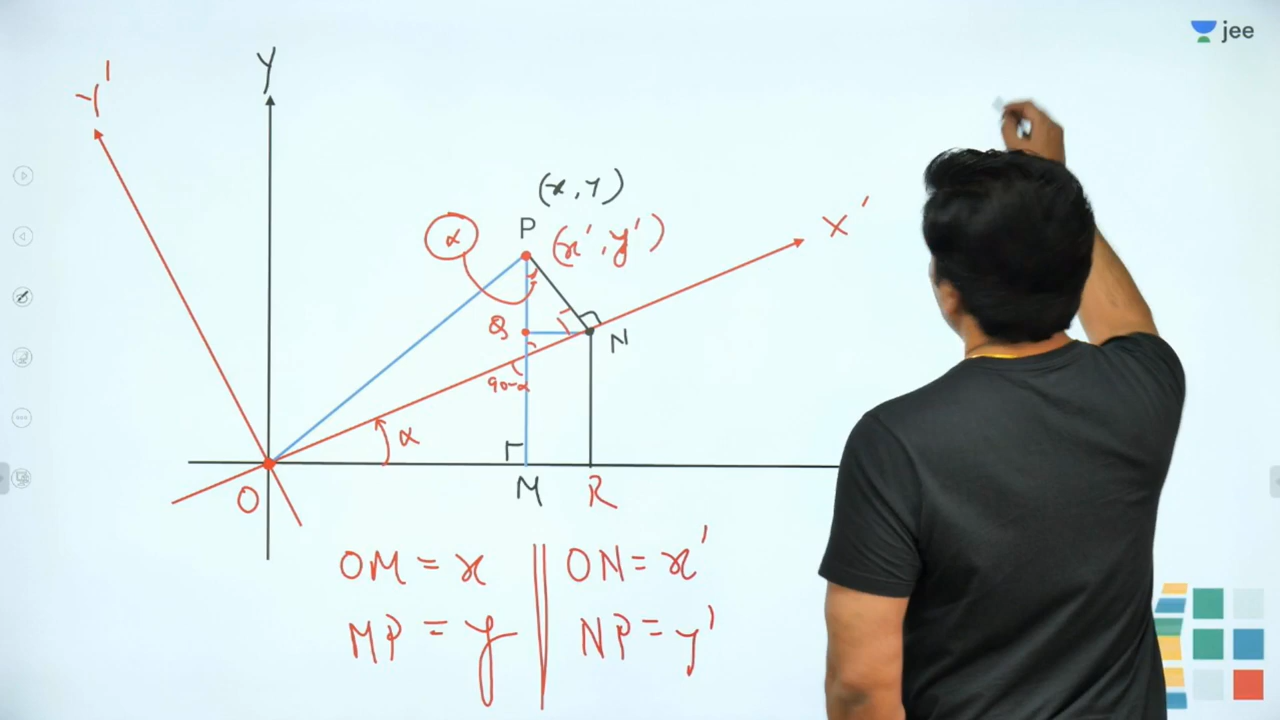 jee
Y'
Y
(x, y)
P
α
(x', y')
X'
Q
N
90-α
α
O
M
R
OM = x
ON = x'
MP = y
NP = y'